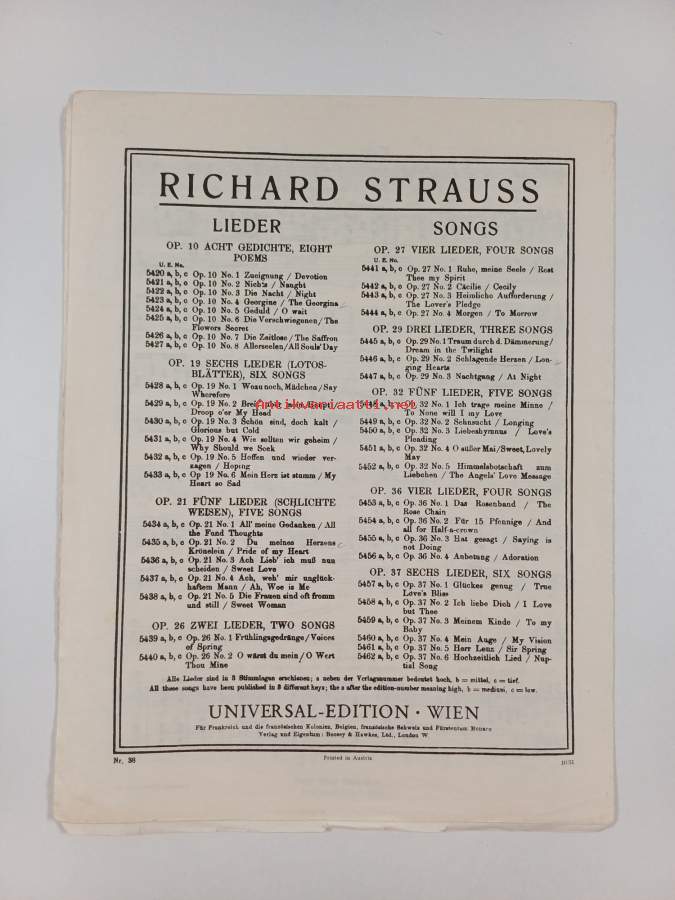 RICHARD STRAUSS
LIEDER
OP. 10 ACHT GEDICHTE, EIGHT
POEMS
U. E. No.
5420 a, b, c Op. 10 No. 1 Zueignung / Devotion
5421 a, b, c Op. 10 No. 2 Nichts / Naught
5422 a, b, c Op. 10 No. 3 Die Nacht / Night
5423 a, b, c Op. 10 No. 4 Georgine / The Georgina
5424 a, b, c Op. 10 No. 5 Geduld / O wait
5425 a, b, c Op. 10 No. 6 Die Verschwiegenen / The
Flowers Secret
5426 a, b, c Op. 10 No. 7 Die Zeitlose / The Saffron
5427 a, b, c Op. 10 No. 8 Allerseelen / All Souls' Day
OP. 19 SECHS LIEDER (LOTOS-
BLÄTTER), SIX SONGS
5428 a, b, c Op. 19 No. 1 Wozu noch, Mädchen / Say
Wherefore
5429 a, b, c Op. 19 No. 2
Droop o'er my Head
5430 a, b, c Op. 19 No. 3 Schön sind, doch kalt /
Glorious but Cold
5431 a, b, c Op. 19 No. 4 Wie sollten wir geheim /
Why Should we Seek
5432 a, b, c Op. 19 No. 5 Hoffen und wieder ver-
zagen / Hoping
5433 a, b, c Op. 19 No. 6 Mein Herz ist stumm / My
Heart so Sad
OP. 21 FÜNF LIEDER (SCHLICHTE
WEISEN), FIVE SONGS
5434 a, b, c Op. 21 No. 1 All' meine Gedanken / All
the Fond Thoughts
5435 a, b, c Op. 21 No. 2 Du meines Herzens
Krönelein / Pride of my Heart
5436 a, b, c Op. 21 No. 3 Ach Lieb' ich muß nun
scheiden / Sweet Love
5437 a, b, c Op. 21 No. 4 Ach, weh' mir unglück-
haftem Mann / Ah, Woe is Me
5438 a, b, c Op. 21 No. 5 Die Frauen sind oft fromm
und still / Sweet Woman
OP. 26 ZWEI LIEDER, TWO SONGS
5439 a, b, c Op. 26 No. 1 Frühlingsgedränge / Voices
of Spring
5440 a, b, c Op. 26 No. 2 O wärst du mein / O Wert
Thou Mine
SONGS
OP. 27 VIER LIEDER, FOUR SONGS
U. E. No.
5441 a, b, c Op. 27 No. 1 Ruhe, meine Seele / Rest
Thee my Spirit
5442 a, b, c Op. 27 No. 2 Cäcilie / Cecily
5443 a, b, c Op. 27 No. 3 Heimliche Aufforderung /
The Lover's Pledge
5444 a, b, c Op. 27 No. 4 Morgen / To Morrow
OP. 29 DREI LIEDER, THREE SONGS
5445 a, b, c Op. 29 No. 1 Traum durch d. Dämmerung /
Dream in the Twilight
5446 a, b, c Op. 29 No. 2 Schlagende Herzen / Lon-
ging Hearts
5447 a, b, c Op. 29 No. 3 Nachtgang / At Night
OP. 32 FÜNF LIEDER, FIVE SONGS
Antikvariaatti.net
5448 a, b, c Op. 32 No. 1 Ich trage meine Minne /
To None will I my Love
5449 a, b, c Op. 32 No. 2 Sehnsucht / Longing
5450 a, b, c Op. 32 No. 3 Liebeshymnus / Love's
Pleading
5451 a, b, c Op. 32 No. 4 O süßer Mai / Sweet, Lovely
May
5452 a, b, c Op. 32 No. 5 Himmelsbotschaft zum
Liebchen / The Angels' Love Message
OP. 36 VIER LIEDER, FOUR SONGS
5453 a, b, c Op. 36 No. 1 Das Rosenband / The
Rose Chain
5454 a, b, c Op. 36 No. 2 Für 15 Pfennige / And
all for Half-a-crown
5455 a, b, c Op. 36 No. 3 Hat gesagt / Saying is
not Doing
5456 a, b, c Op. 36 No. 4 Anbetung / Adoration
OP. 37 SECHS LIEDER, SIX SONGS
5457 a, b, c Op. 37 No. 1 Glückes genug / True
Love's Bliss
5458 a, b, c Op. 37 No. 2 Ich liebe Dich / I Love
but Thee
5459 a, b, c Op. 37 No. 3 Meinem Kinde / To my
Baby
5460 a, b, c Op. 37 No. 4 Mein Auge / My Vision
5461 a, b, c Op. 37 No. 5 Herr Lenz / Sir Spring
5462 a, b, c Op. 37 No. 6 Hochzeitlich Lied / Nup-
tial Song
Alle Lieder sind in 3 Stimmlagen erschienen; a neben der Verlagsnummer bedeutet hoch, b = mittel, c = tief.
All these songs have been published in 3 different keys; the a after the edition-number meaning high, b = medium, c = low.
UNIVERSAL-EDITION · WIEN
Für Frankreich und die französischen Kolonien, Belgien, französische Schweiz und Fürstentum Monaco
Verlag und Eigentum: Boosey & Hawkes, Ltd., London W.
Nr. 36
Printed in Austria